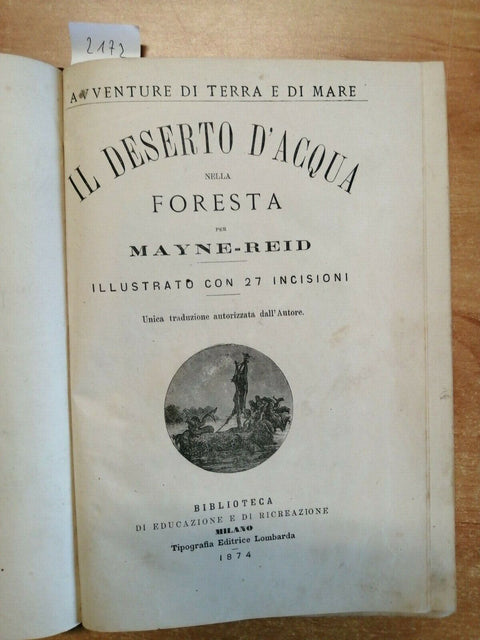 2172
AVVENTURE DI TERRA E DI MARE
IL DESERTO D'ACQUA
NELLA
FORESTA
PER
MAYNE-REID
ILLUSTRATO CON 27 INCISIONI
Unica traduzione autorizzata dall'Autore.
BIBLIOTECA
DI EDUCAZIONE E DI RICREAZIONE
MILANO
Tipografia Editrice Lombarda
1874